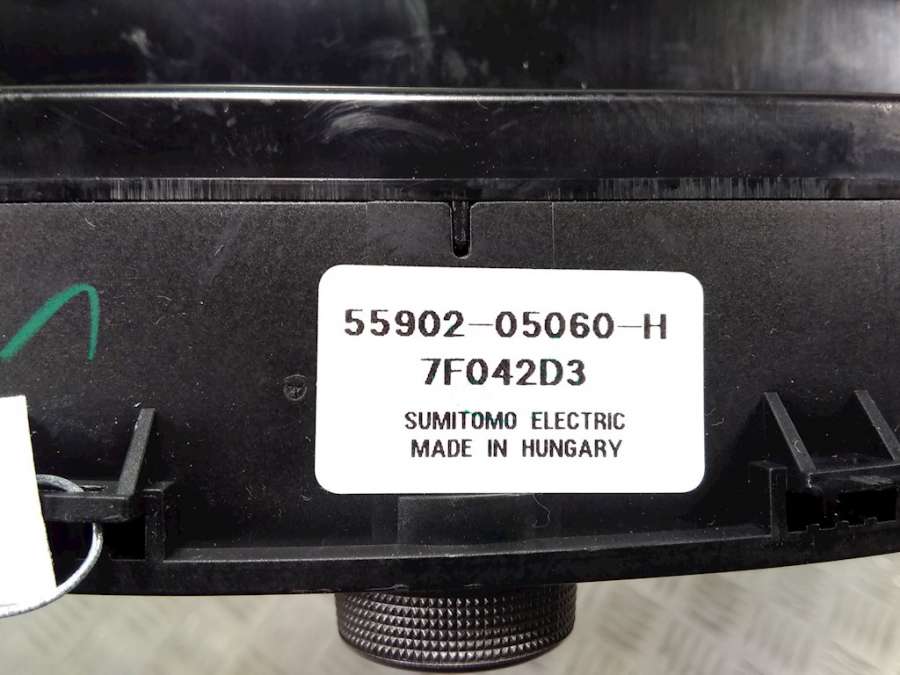 55902-05060-H
7F042D3
SUMITOMO ELECTRIC
MADE IN HUNGARY